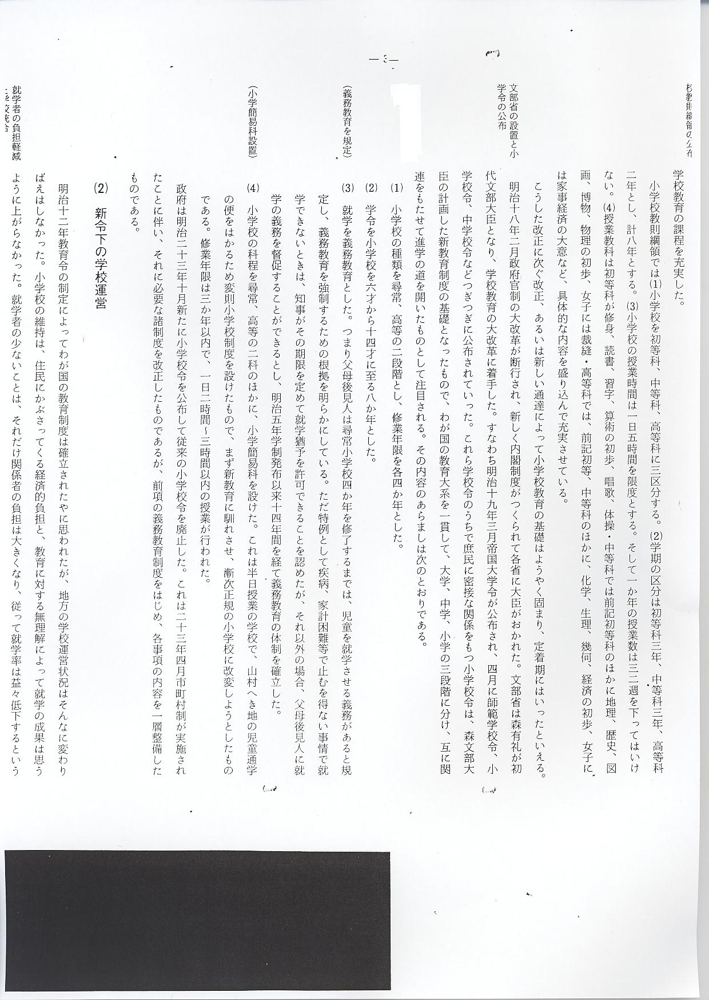 — 3 —
校教則綱領の公布
学校教育の課程を充実した。
小学校教則綱領では(1)小学校を初等科、中等科、高等科に三区分する。(2)学期の区分は初等科三年、中等科三年、高等科
二年とし、計八年とする。(3)小学校の授業時間は一日五時間を限度とする。そして一か年の授業数は三二週を下ってはいけ
ない。(4)授業教科は初等科が修身、読書、習字、算術の初歩、唱歌、体操・中等科では前記初等科のほかに地理、歴史、図
画、博物、物理の初歩、女子には裁縫・高等科では、前記初等、中等科のほかに、化学、生理、幾何、経済の初歩、女子に
は家事経済の大意など、具体的な内容を盛り込んで充実させている。
こうした改正に次ぐ改正、あるいは新しい通達によって小学校教育の基礎はようやく固まり、定着期にはいったといえる。
文部省の設置と小
学令の公布
明治十八年二月政府官制の大改革が断行され、新しく内閣制度がつくられて各省に大臣がおかれた。文部省は森有礼が初
代文部大臣となり、学校教育の大改革に着手した。すなわち明治十九年三月帝国大学令が公布され、四月に師範学校令、小
学校令、中学校令などつぎつぎに公布されていった。これら学校令のうちで庶民に密接な関係をもつ小学校令は、森文部大
臣の計画した新教育制度の基礎となったもので、わが国の教育大系を一貫して、大学、中学、小学の三段階に分け、互に関
連をもたせて進学の道を開いたものとして注目される。その内容のあらましは次のとおりである。
(1) 小学校の種類を尋常、高等の二段階とし、修業年限を各四か年とした。
(2) 学令を小学校を六才から十四才に至る八か年とした。
（義務教育を規定）
(3) 就学を義務教育とした。つまり父母後見人は尋常小学校四か年を修了するまでは、児童を就学させる義務があると規
定し、義務教育を強制するための根拠を明らかにしている。ただ特例として疾病、家計困難等で止むを得ない事情で就
学できないときは、知事がその期限を定めて就学猶予を許可できることを認めたが、それ以外の場合、父母後見人に就
学の義務を督促することができるとし、明治五年学制発布以来十四年間を経て義務教育の体制を確立した。
（小学簡易科設置）
(4) 小学校の科程を尋常、高等の二科のほかに、小学簡易科を設けた。これは半日授業の学校で、山村へき地の児童通学
の便をはかるため変則小学校制度を設けたもので、まず新教育に馴れさせ、漸次正規の小学校に改変しようとしたもの
である。修業年限は三か年以内で、一日二時間～三時間以内の授業が行われた。
政府は明治二十三年十月新たに小学校令を公布して従来の小学校令を廃止した。これは二十三年四月市町村制が実施され
たことに伴い、それに必要な諸制度を改正したものであるが、前項の義務教育制度をはじめ、各事項の内容を一層整備した
ものである。
(2) 新令下の学校運営
明治十二年教育令の制定によってわが国の教育制度は確立されたやに思われたが、地方の学校運営状況はそんなに変わり
ばえはしなかった。小学校の維持は、住民にかぶさってくる経済的負担と、教育に対する無理解によって就学の成果は思う
就学者の負担軽減
と学校統合
ように上がらなかった。就学者の少ないことは、それだけ関係者の負担は大きくなり、従って就学率は益々低下するという